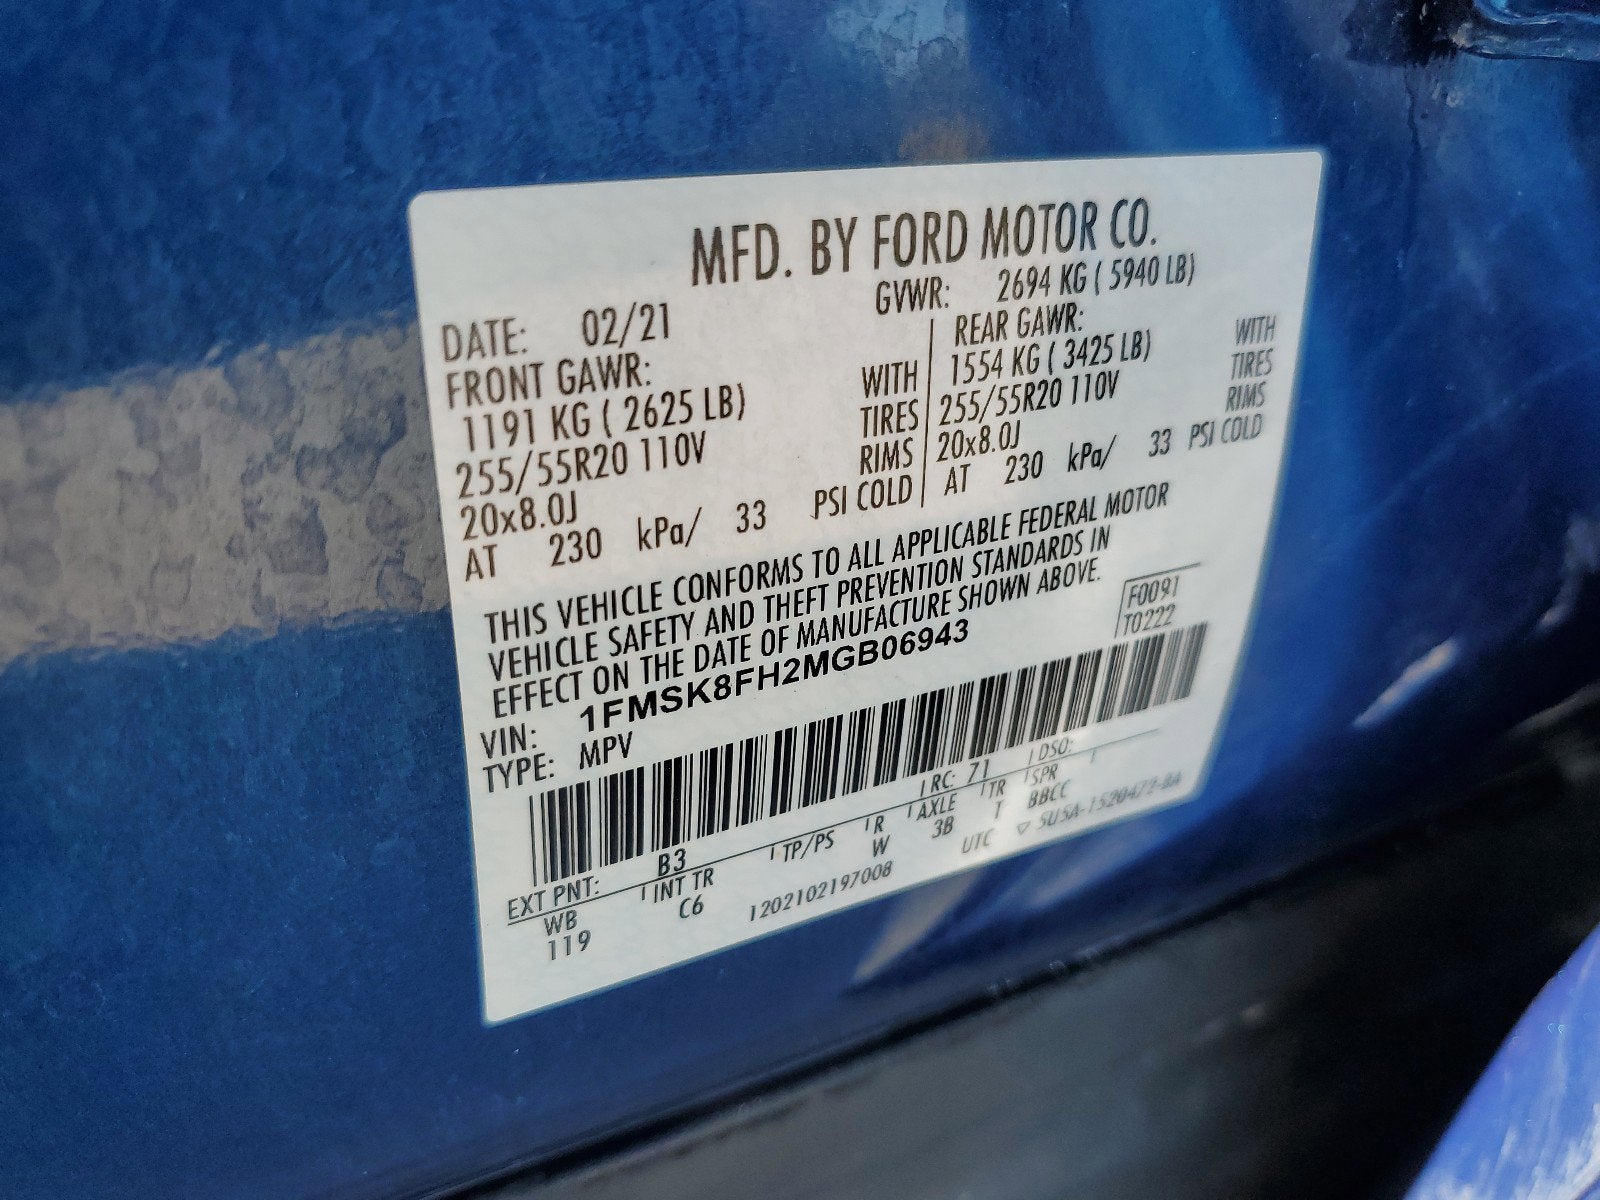 MFD. BY FORD MOTOR CO.
DATE: 02/21 GVWR: 2694 KG ( 5940 LB)
FRONT GAWR: REAR GAWR:
1191 KG ( 2625 LB) WITH 1554 KG ( 3425 LB) WITH
255/55R20 110V TIRES 255/55R20 110V TIRES
20x8.0J RIMS 20x8.0J RIMS
AT 230 kPa/ 33 PSI COLD AT 230 kPa/ 33 PSI COLD
THIS VEHICLE CONFORMS TO ALL APPLICABLE FEDERAL MOTOR
VEHICLE SAFETY AND THEFT PREVENTION STANDARDS IN
EFFECT ON THE DATE OF MANUFACTURE SHOWN ABOVE.
F0091
T0222
VIN: 1FMSK8FH2MGB06943
TYPE: MPV
EXT PNT: B3 RC: 71 DSO:
WB INT TR TP/PS R AXLE TR SPR
119 C6 W 3B T BBCC
1202102197008 UTC ▽ 5U5A-1520472-BA